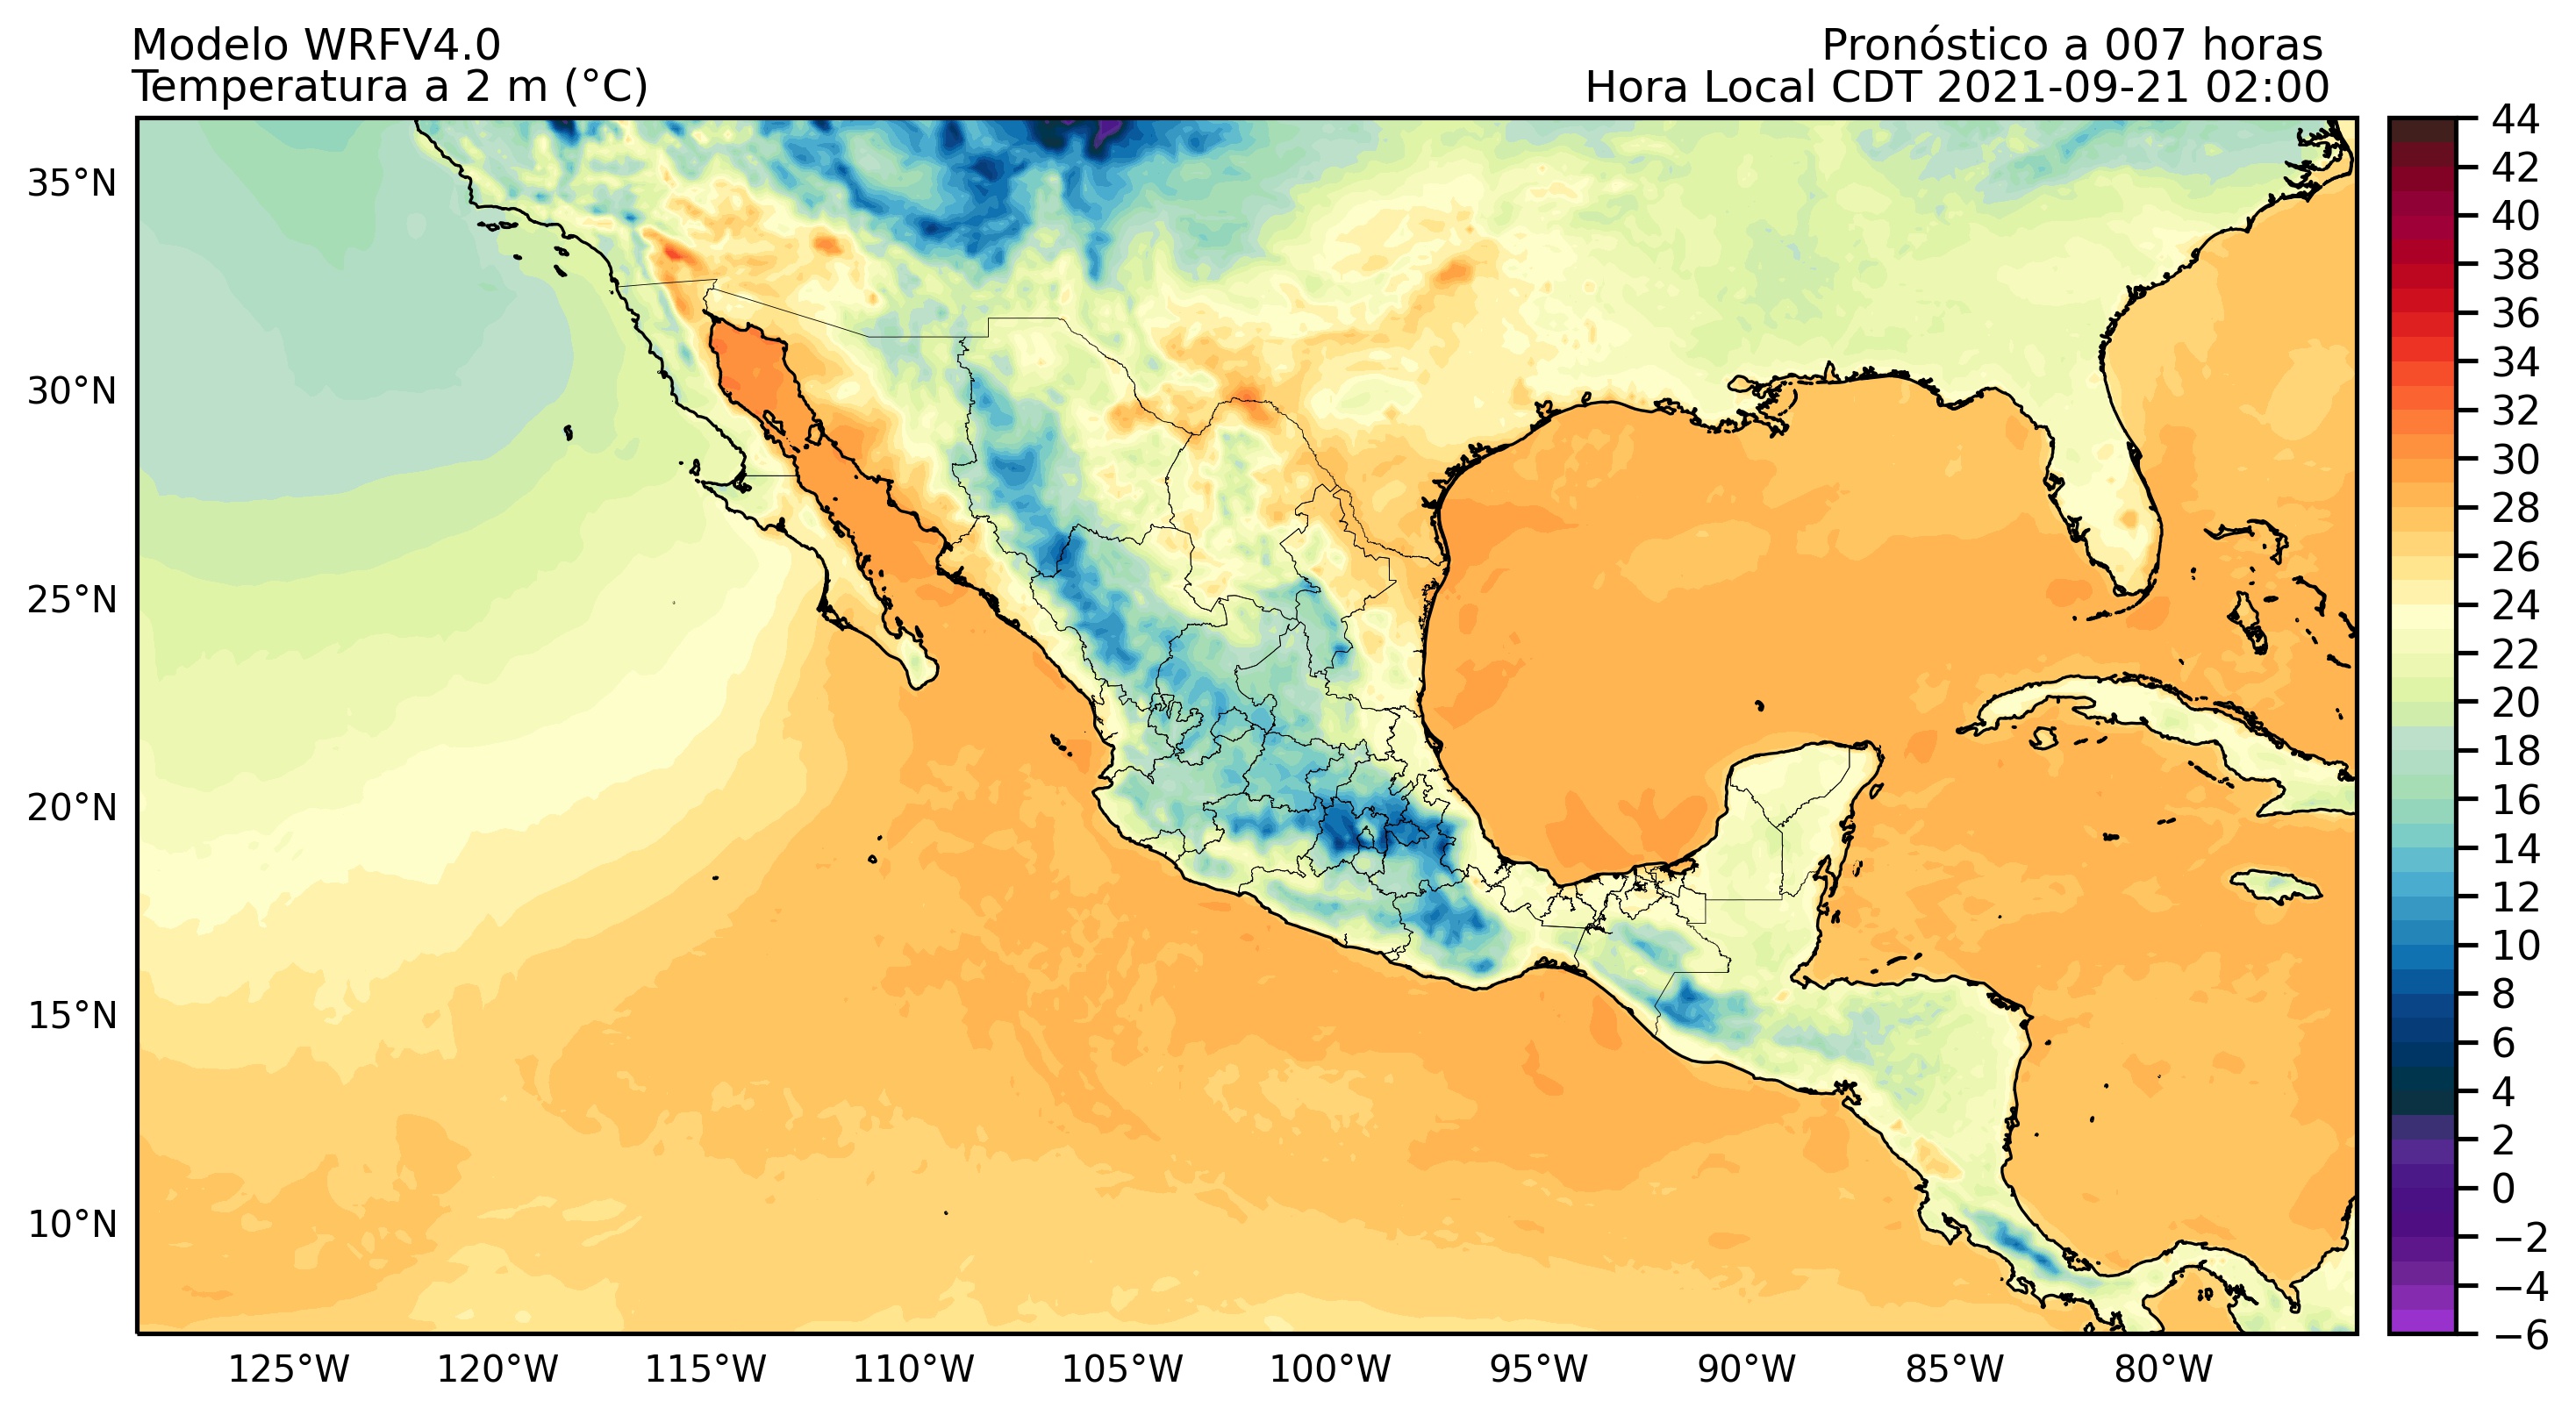 Modelo WRFV4.0
Temperatura a 2 m (°C)
Pronóstico a 007 horas
Hora Local CDT 2021-09-21 02:00
35°N
30°N
25°N
20°N
15°N
10°N
125°W
120°W
115°W
110°W
105°W
100°W
95°W
90°W
85°W
80°W
44
42
40
38
36
34
32
30
28
26
24
22
20
18
16
14
12
10
8
6
4
2
0
−2
−4
−6